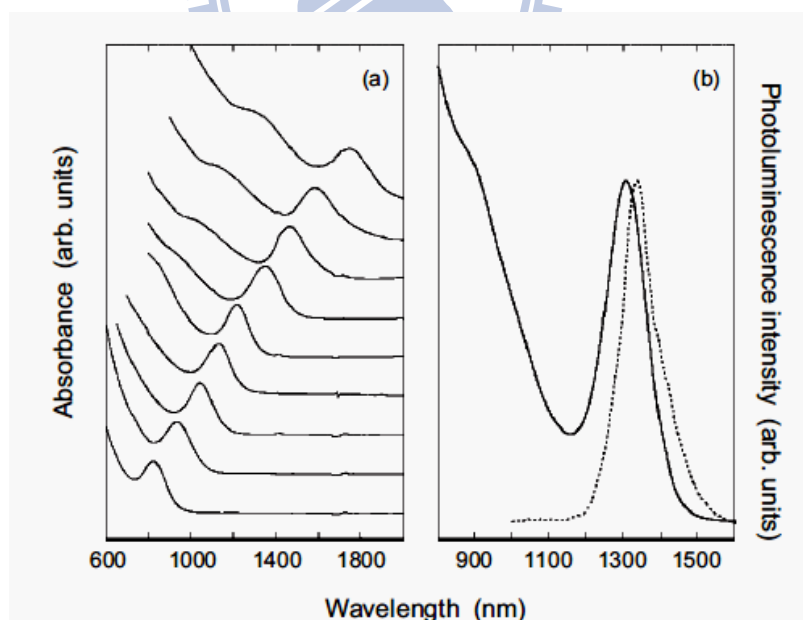 (a)
(b)
Absorbance (arb. units)
Photoluminescence intensity (arb. units)
600 1000 1400 1800
900 1100 1300 1500
Wavelength (nm)